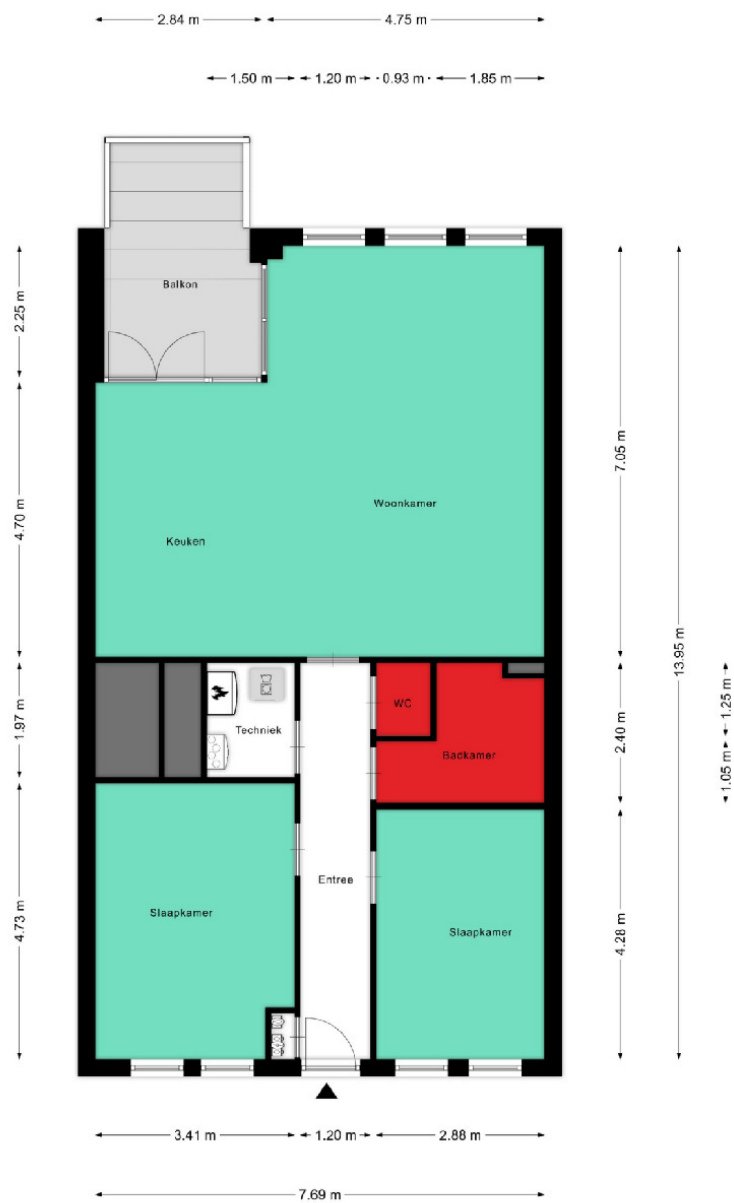 2.84 m
4.75 m
1.50 m
1.20 m
0.93 m
1.85 m
Balkon
2.25 m
7.05 m
Woonkamer
4.70 m
Keuken
13.95 m
WC
Techniek
1.97 m
Badkamer
2.40 m
1.25 m
1.05 m
Entree
Slaapkamer
4.73 m
Slaapkamer
4.28 m
3.41 m
1.20 m
2.88 m
7.69 m